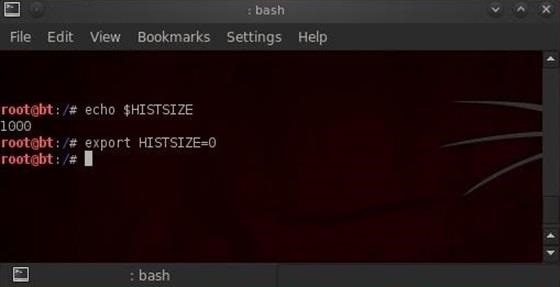 : bash
File Edit View Bookmarks Settings Help
root@bt:/# echo $HISTSIZE
1000
root@bt:/# export HISTSIZE=0
root@bt:/#
: bash